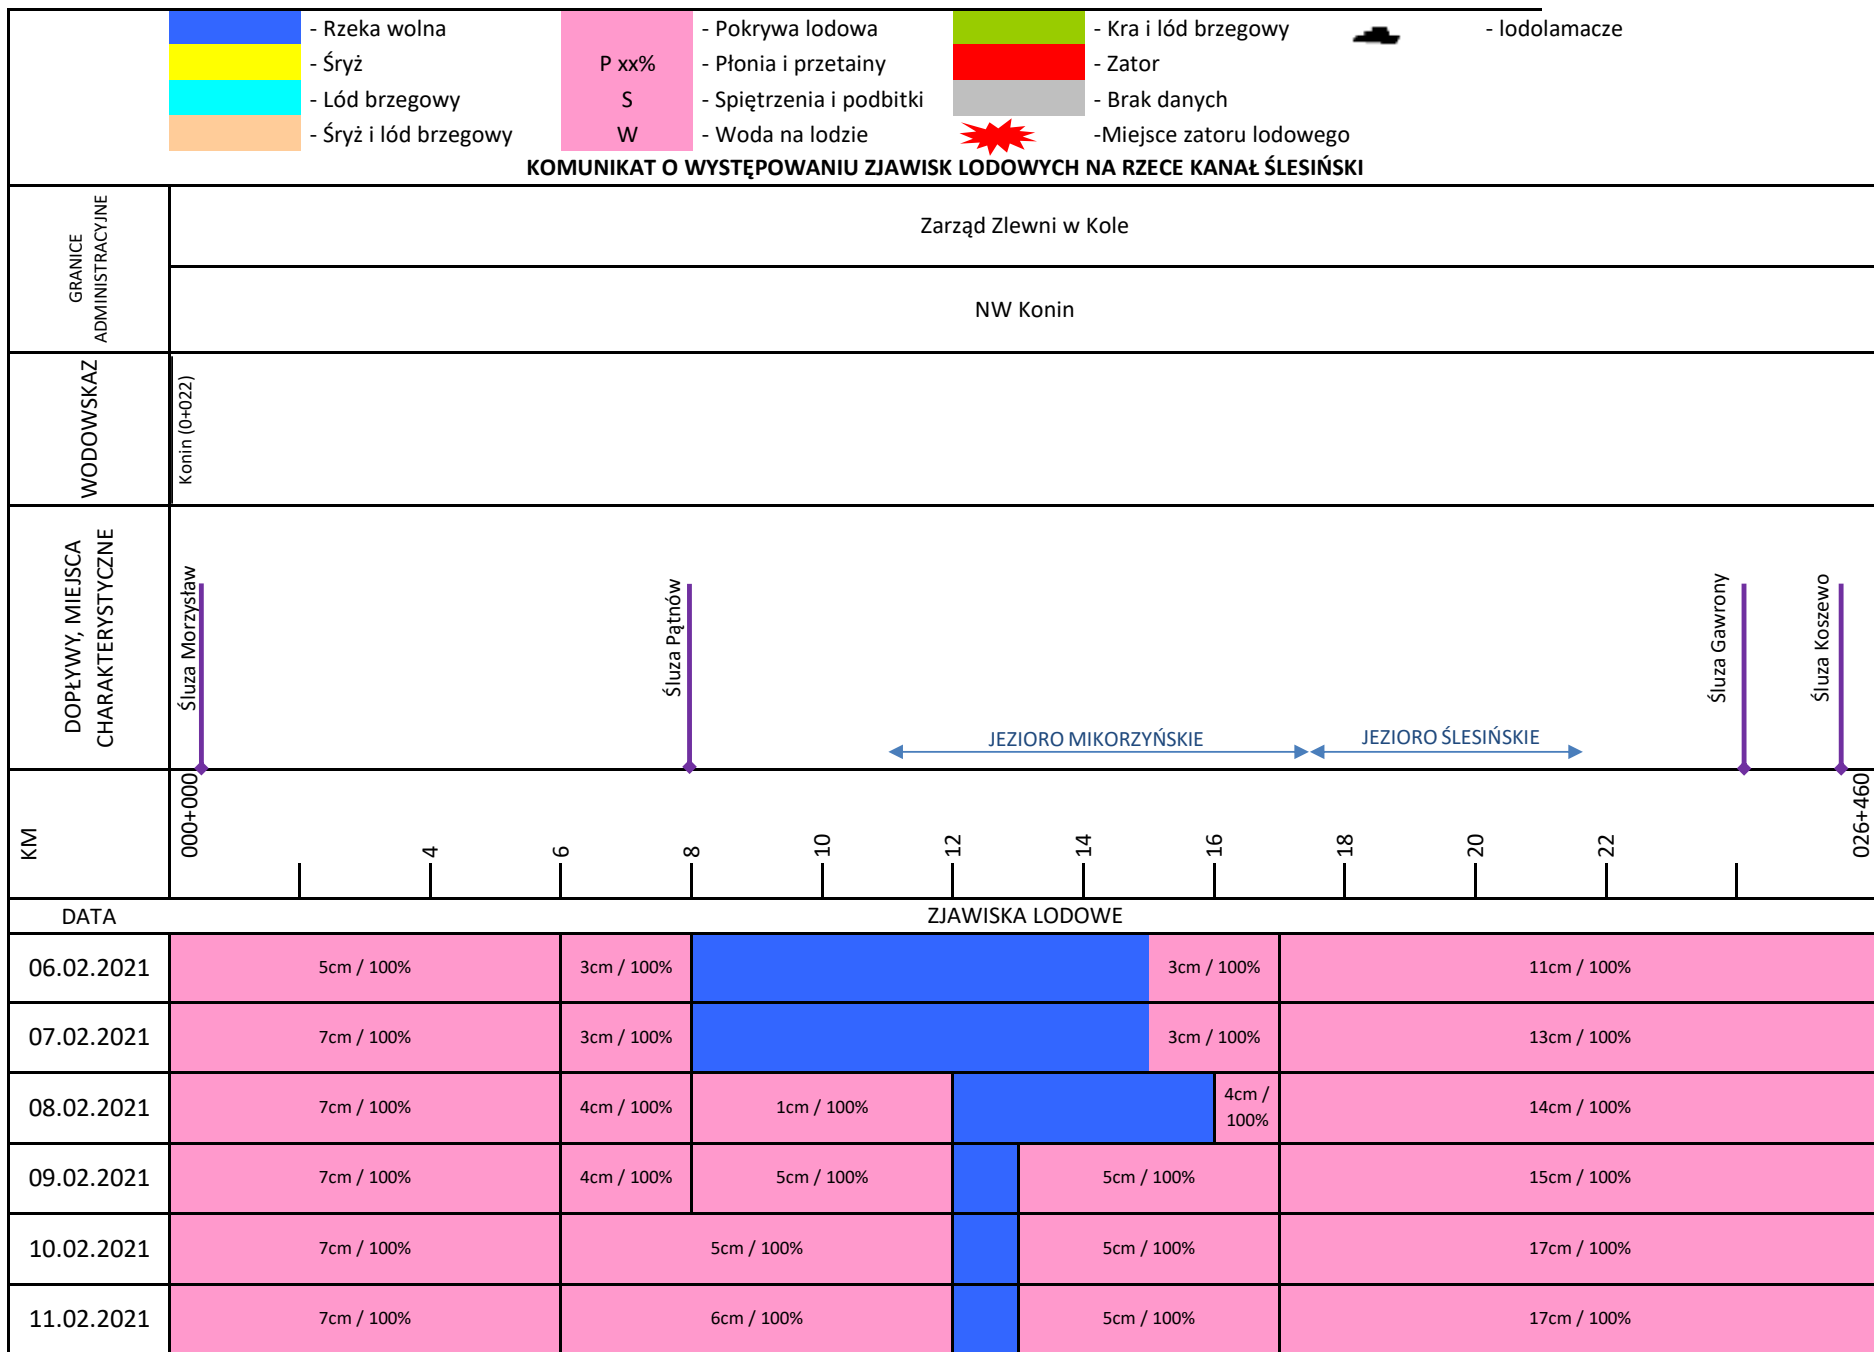 - Rzeka wolna
- Pokrywa lodowa
- Kra i lód brzegowy
- lodolamacze
- Śryż
P xx%
- Płonia i przetainy
- Zator
- Lód brzegowy
S
- Spiętrzenia i podbitki
- Brak danych
- Śryż i lód brzegowy
W
- Woda na lodzie
-Miejsce zatoru lodowego
KOMUNIKAT O WYSTĘPOWANIU ZJAWISK LODOWYCH NA RZECE KANAŁ ŚLESIŃSKI
GRANICE
ADMINISTRACYJNE
Zarząd Zlewni w Kole
NW Konin
WODOWSKAZ
Konin (0+022)
DOPŁYWY, MIEJSCA
CHARAKTERYSTYCZNE
Śluza Morzysław
Śluza Pątnów
JEZIORO MIKORZYŃSKIE
JEZIORO ŚLESIŃSKIE
Śluza Gawrony
Śluza Koszewo
KM
000+000
4
6
8
10
12
14
16
18
20
22
026+460
DATA
ZJAWISKA LODOWE
06.02.2021
5cm / 100%
3cm / 100%
3cm / 100%
11cm / 100%
07.02.2021
7cm / 100%
3cm / 100%
3cm / 100%
13cm / 100%
08.02.2021
7cm / 100%
4cm / 100%
1cm / 100%
4cm /
100%
14cm / 100%
09.02.2021
7cm / 100%
4cm / 100%
5cm / 100%
5cm / 100%
15cm / 100%
10.02.2021
7cm / 100%
5cm / 100%
5cm / 100%
17cm / 100%
11.02.2021
7cm / 100%
6cm / 100%
5cm / 100%
17cm / 100%